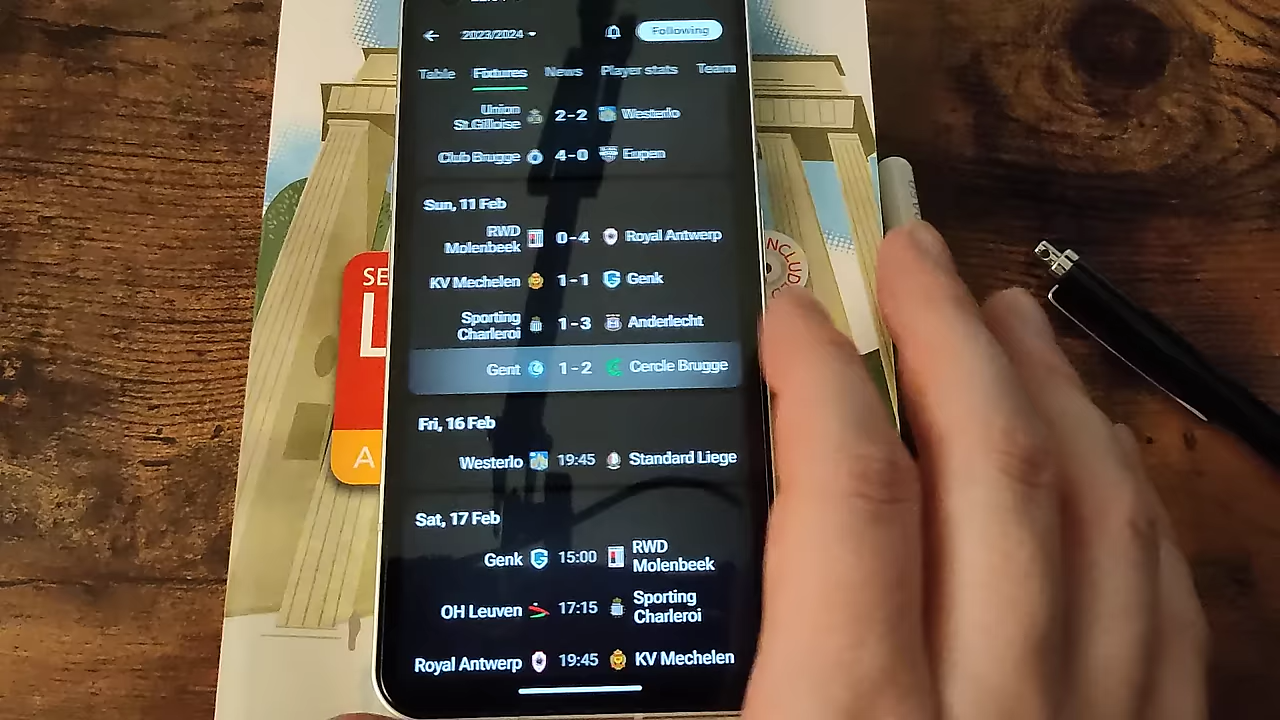 2023/2024
Following
Table Fixtures News Player stats Team
Union St.Gilloise 2-2 Westerlo
Club Brugge 4-0 Eupen
Sun, 11 Feb
RWD Molenbeek 0-4 Royal Antwerp
KV Mechelen 1-1 Genk
Sporting Charleroi 1-3 Anderlecht
Gent 1-2 Cercle Brugge
Fri, 16 Feb
Westerlo 19:45 Standard Liege
Sat, 17 Feb
Genk 15:00 RWD Molenbeek
OH Leuven 17:15 Sporting Charleroi
Royal Antwerp 19:45 KV Mechelen
SE
L
A
INCLUD